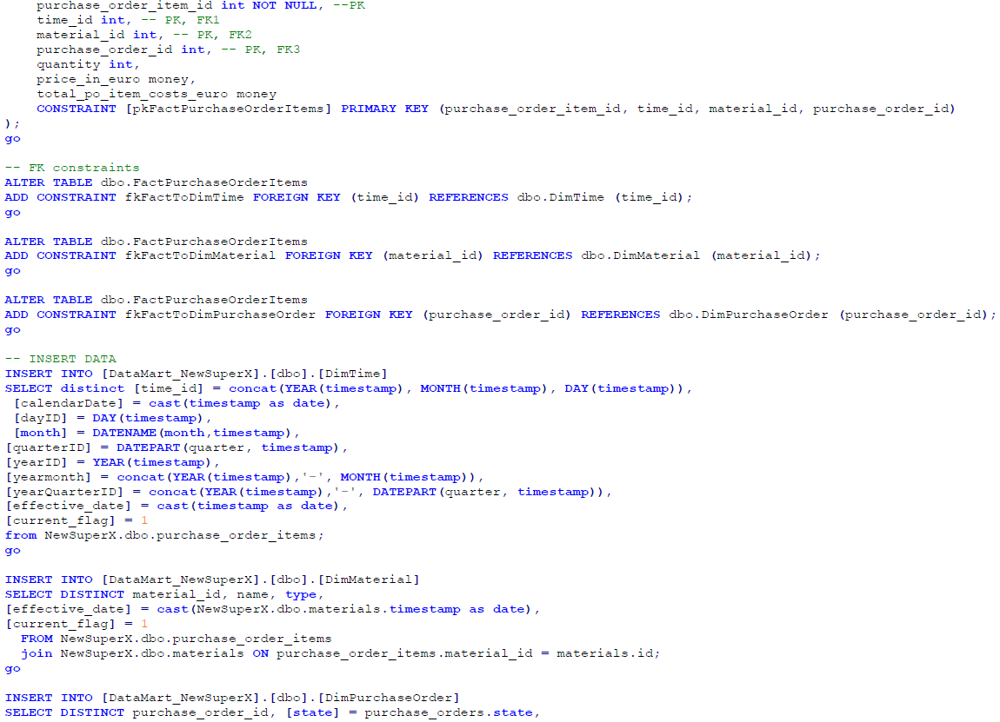 purchase_order_item_id int NOT NULL, --PK
time_id int, -- PK, FK1
material_id int, -- PK, FK2
purchase_order_id int, -- PK, FK3
quantity int,
price_in_euro money,
total_po_item_costs_euro money
CONSTRAINT [pkFactPurchaseOrderItems] PRIMARY KEY (purchase_order_item_id, time_id, material_id, purchase_order_id)
);
go
-- FK constraints
ALTER TABLE dbo.FactPurchaseOrderItems
ADD CONSTRAINT fkFactToDimTime FOREIGN KEY (time_id) REFERENCES dbo.DimTime (time_id);
go
ALTER TABLE dbo.FactPurchaseOrderItems
ADD CONSTRAINT fkFactToDimMaterial FOREIGN KEY (material_id) REFERENCES dbo.DimMaterial (material_id);
go
ALTER TABLE dbo.FactPurchaseOrderItems
ADD CONSTRAINT fkFactToDimPurchaseOrder FOREIGN KEY (purchase_order_id) REFERENCES dbo.DimPurchaseOrder (purchase_order_id);
go
-- INSERT DATA
INSERT INTO [DataMart_NewSuperX].[dbo].[DimTime]
SELECT distinct [time_id] = concat(YEAR(timestamp), MONTH(timestamp), DAY(timestamp)),
[calendarDate] = cast(timestamp as date),
[dayID] = DAY(timestamp),
[month] = DATENAME(month,timestamp),
[quarterID] = DATEPART(quarter, timestamp),
[yearID] = YEAR(timestamp),
[yearmonth] = concat(YEAR(timestamp),'-', MONTH(timestamp)),
[yearQuarterID] = concat(YEAR(timestamp),'-', DATEPART(quarter, timestamp)),
[effective_date] = cast(timestamp as date),
[current_flag] = 1
from NewSuperX.dbo.purchase_order_items;
go
INSERT INTO [DataMart_NewSuperX].[dbo].[DimMaterial]
SELECT DISTINCT material_id, name, type,
[effective_date] = cast(NewSuperX.dbo.materials.timestamp as date),
[current_flag] = 1
FROM NewSuperX.dbo.purchase_order_items
join NewSuperX.dbo.materials ON purchase_order_items.material_id = materials.id;
go
INSERT INTO [DataMart_NewSuperX].[dbo].[DimPurchaseOrder]
SELECT DISTINCT purchase_order_id, [state] = purchase_orders.state,